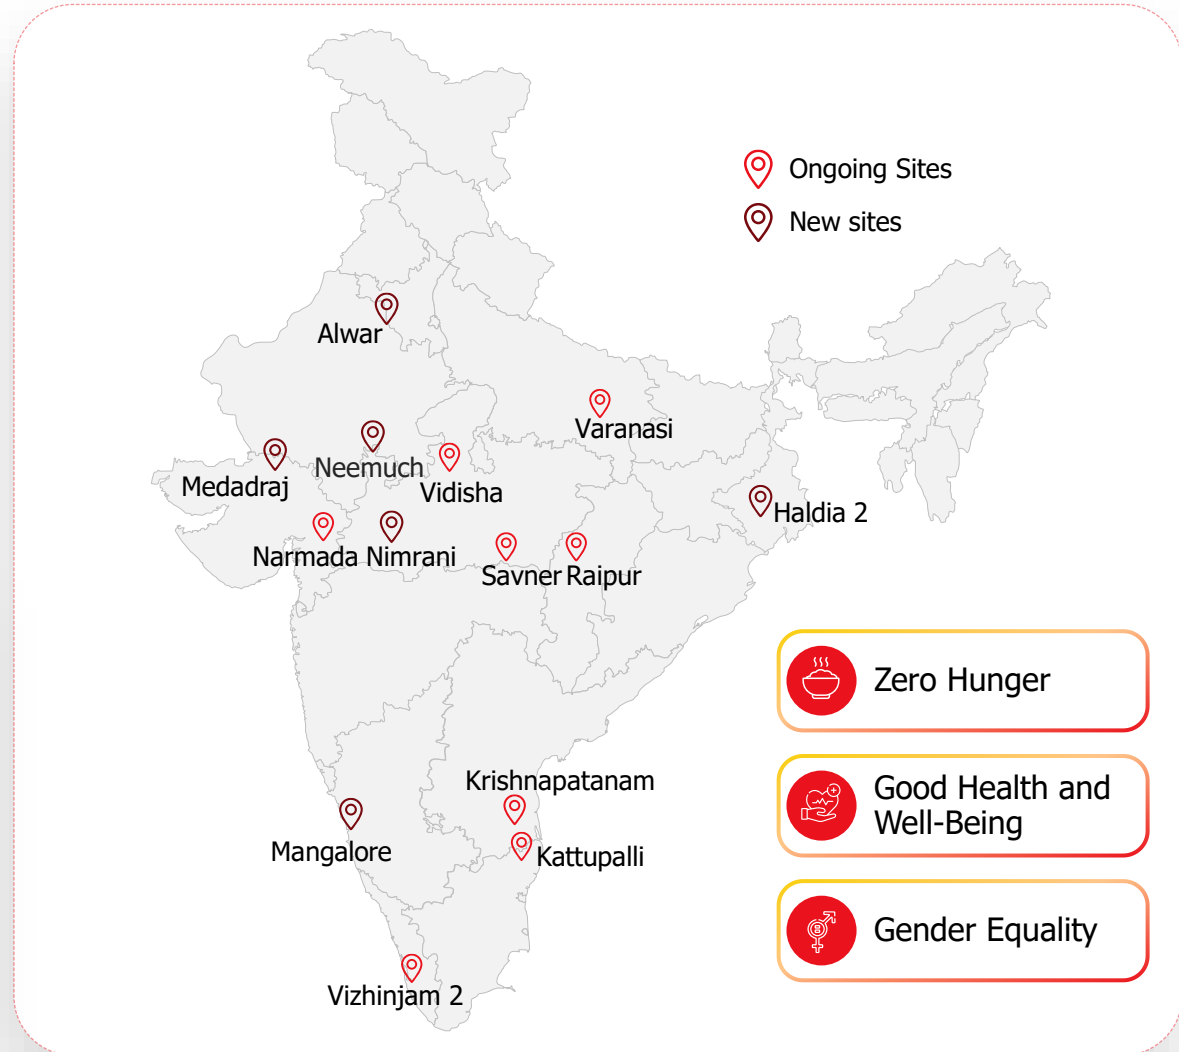 Ongoing Sites
New sites
Alwar
Varanasi
Neemuch
Medadraj
Vidisha
Haldia 2
Narmada
Nimrani
Savner
Raipur
Zero Hunger
Krishnapatanam
Good Health and
Well-Being
Mangalore
Kattupalli
Gender Equality
Vizhinjam 2